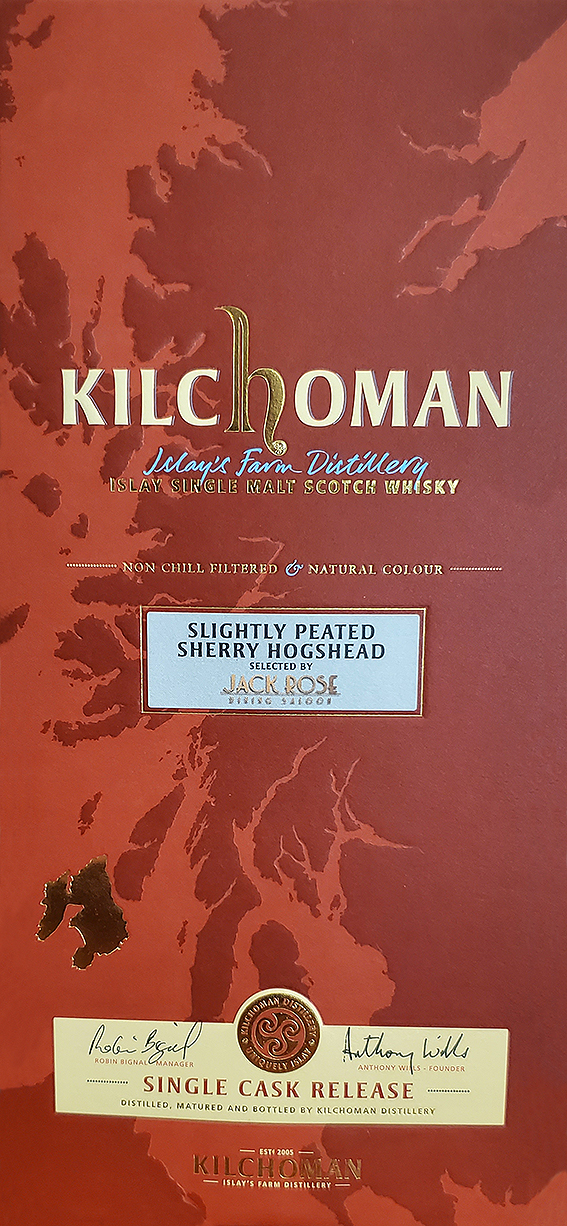 KILCHOMAN
Islay's Farm Distillery
ISLAY SINGLE MALT SCOTCH WHISKY
NON CHILL FILTERED & NATURAL COLOUR
SLIGHTLY PEATED
SHERRY HOGSHEAD
SELECTED BY
JACK ROSE
DINING SALOON
KILCHOMAN DISTILLERY
UNIQUELY ISLAY
Robin Bignal
ROBIN BIGNAL - MANAGER
Anthony Wills
ANTHONY WILLS - FOUNDER
SINGLE CASK RELEASE
DISTILLED, MATURED AND BOTTLED BY KILCHOMAN DISTILLERY
ESTD 2005
KILCHOMAN
ISLAY'S FARM DISTILLERY